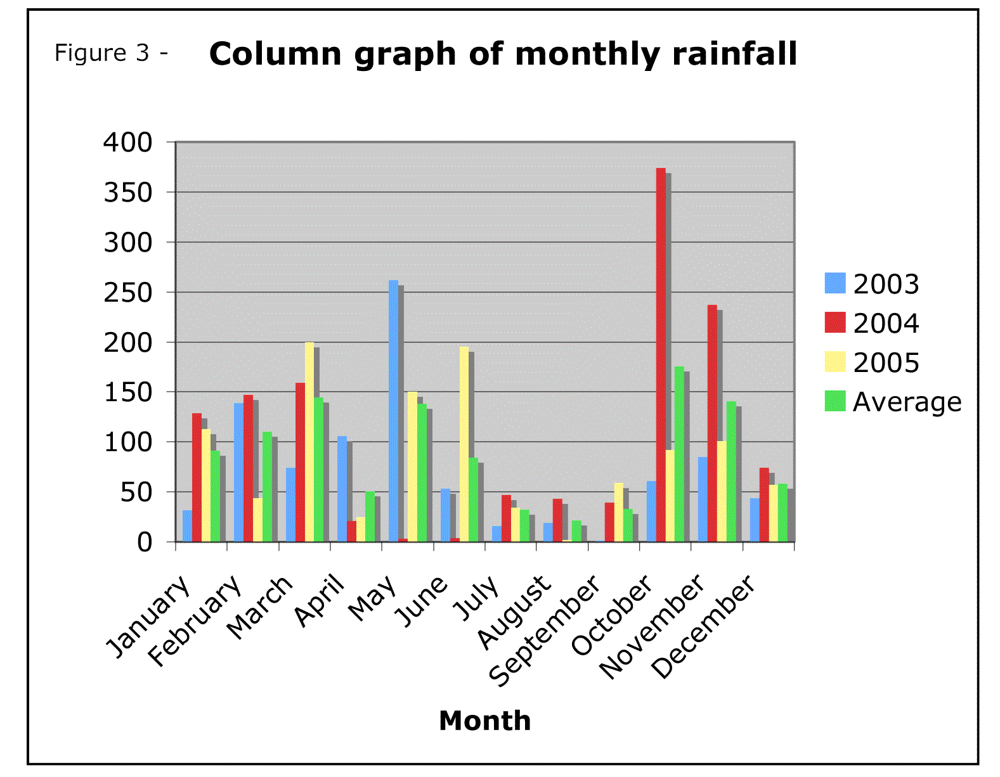 Figure 3 - Column graph of monthly rainfall
400
350
300
250
200
150
100
50
0
2003
2004
2005
Average
January
February
March
April
May
June
July
August
September
October
November
December
Month